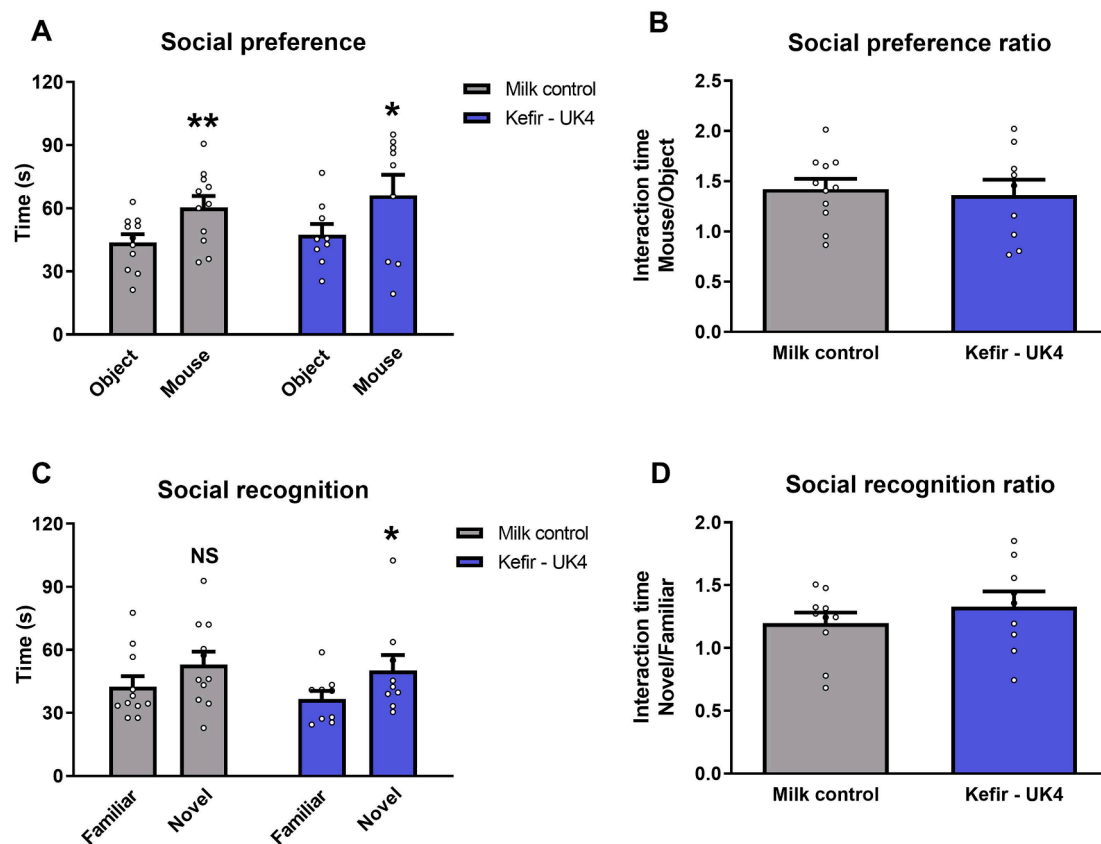 A
Social preference
Time (s)
120
90
60
30
0
**
*
Object
Mouse
Object
Mouse
Milk control
Kefir - UK4
B
Social preference ratio
Interaction time
Mouse/Object
2.5
2.0
1.5
1.0
0.5
0.0
Milk control
Kefir - UK4
C
Social recognition
Time (s)
120
90
60
30
0
NS
*
Familiar
Novel
Familiar
Novel
Milk control
Kefir - UK4
D
Social recognition ratio
Interaction time
Novel/Familiar
2.0
1.5
1.0
0.5
0.0
Milk control
Kefir - UK4